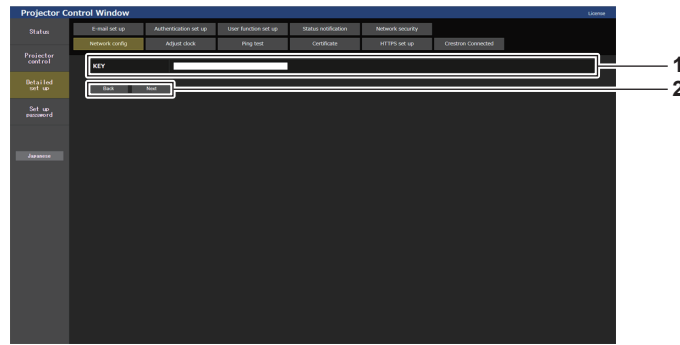 Projector Control Window
License
Status
E-mail set up
Authentication set up
User function set up
Status notification
Network security
Network config
Adjust clock
Ping test
Certificate
HTTPS set up
Crestron Connected
Projector
control
KEY
1
Detailed
set up
Back
Next
2
Set up
password
Japanese